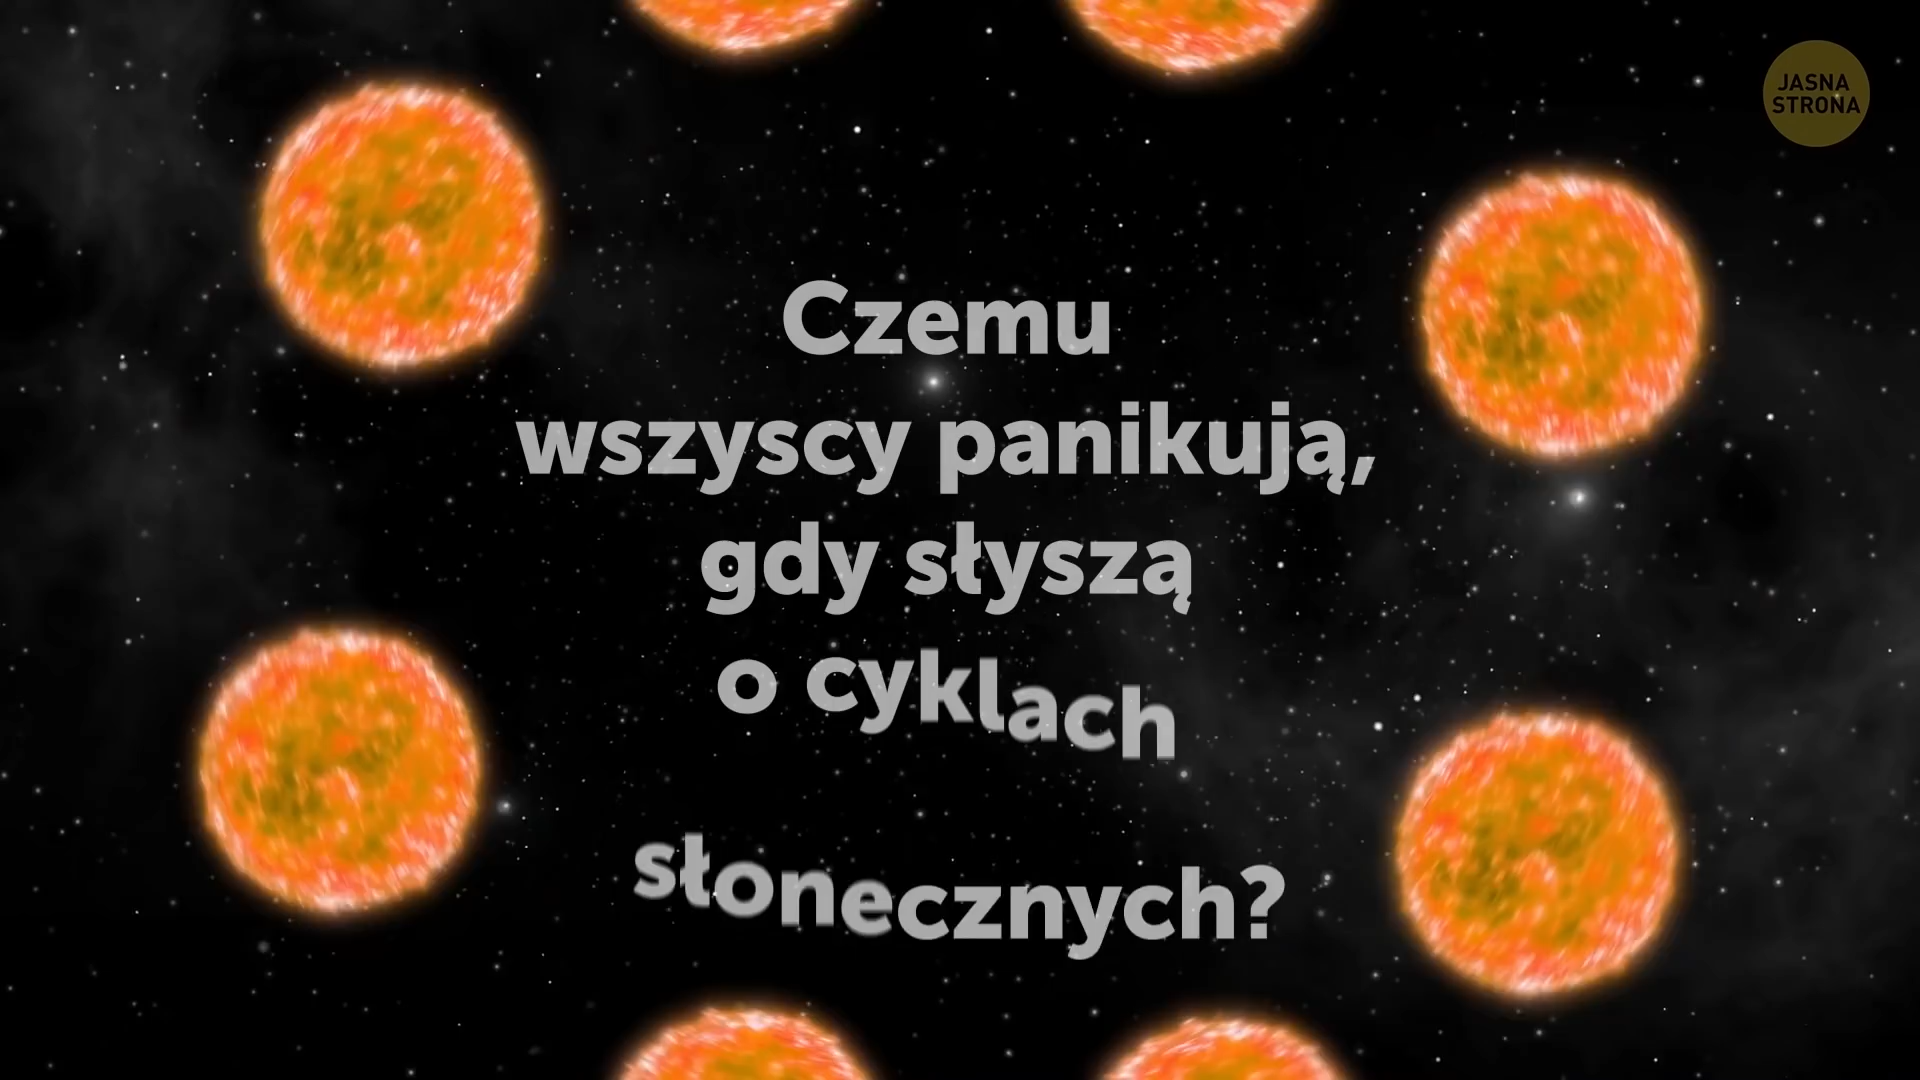 JASNA
STRONA
Czemu
wszyscy panikują,
gdy słyszą
o cyklach
słonecznych?